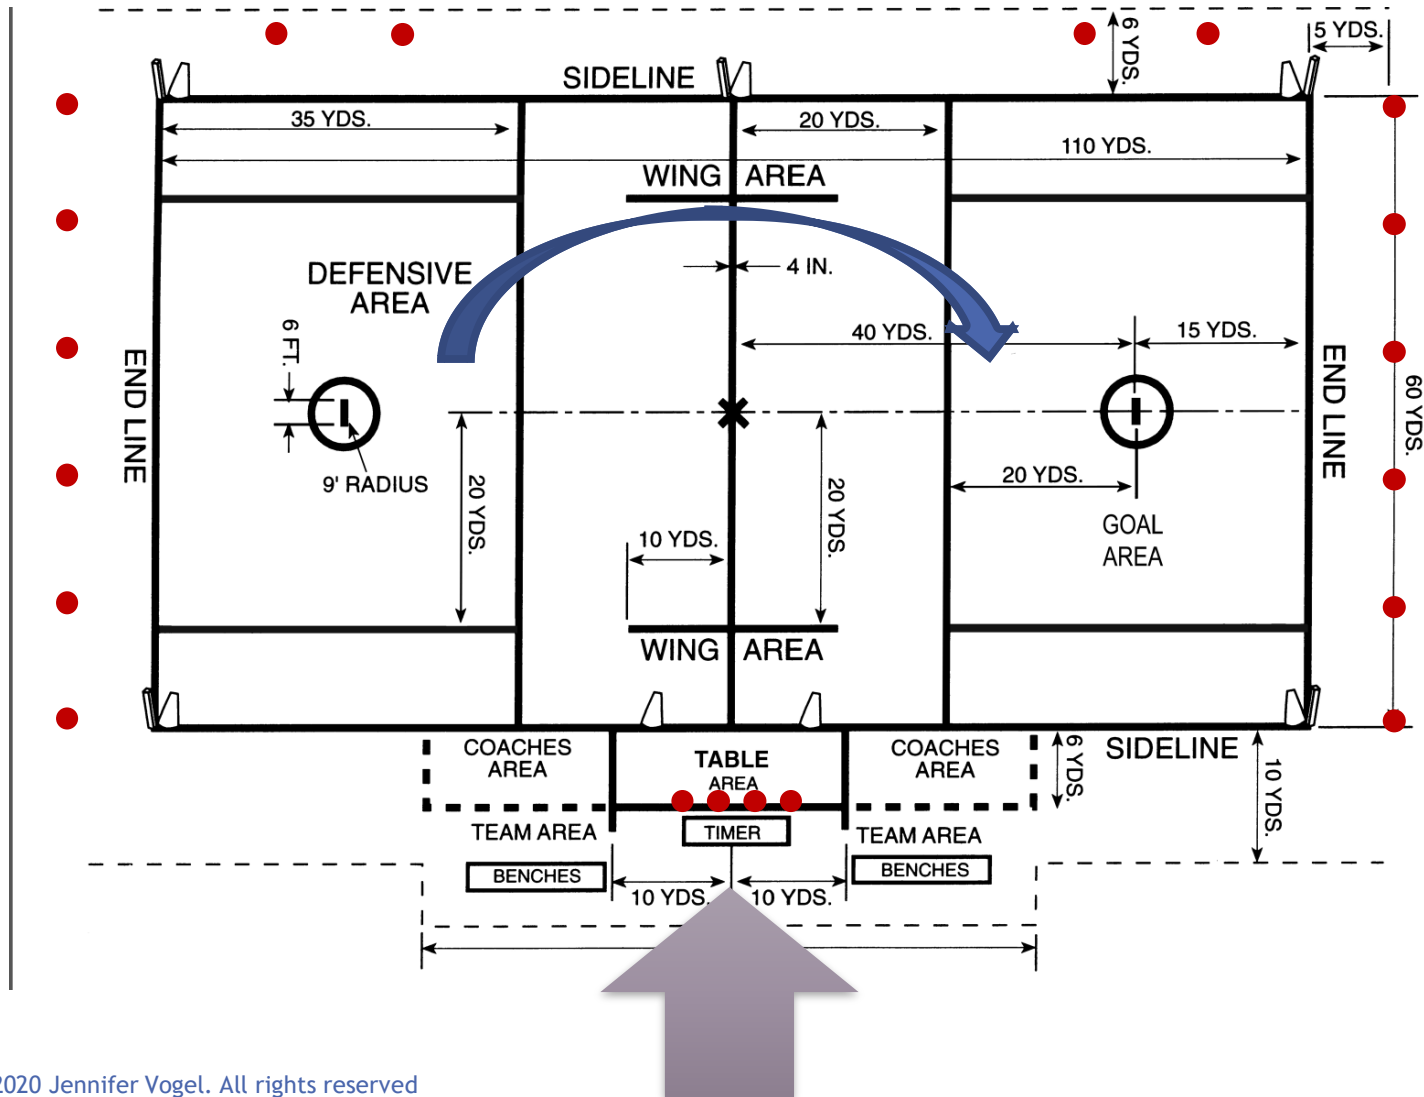 6 YDS.
5 YDS.
SIDELINE
35 YDS.
20 YDS.
110 YDS.
WING AREA
DEFENSIVE
AREA
4 IN.
6 FT.
40 YDS.
15 YDS.
END LINE
END LINE
60 YDS.
9' RADIUS
20 YDS.
20 YDS.
20 YDS.
10 YDS.
GOAL
AREA
WING AREA
COACHES
AREA
TABLE
AREA
COACHES
AREA
6 YDS.
SIDELINE
10 YDS.
TEAM AREA
TIMER
TEAM AREA
BENCHES
BENCHES
10 YDS.
10 YDS.
2020 Jennifer Vogel. All rights reserved